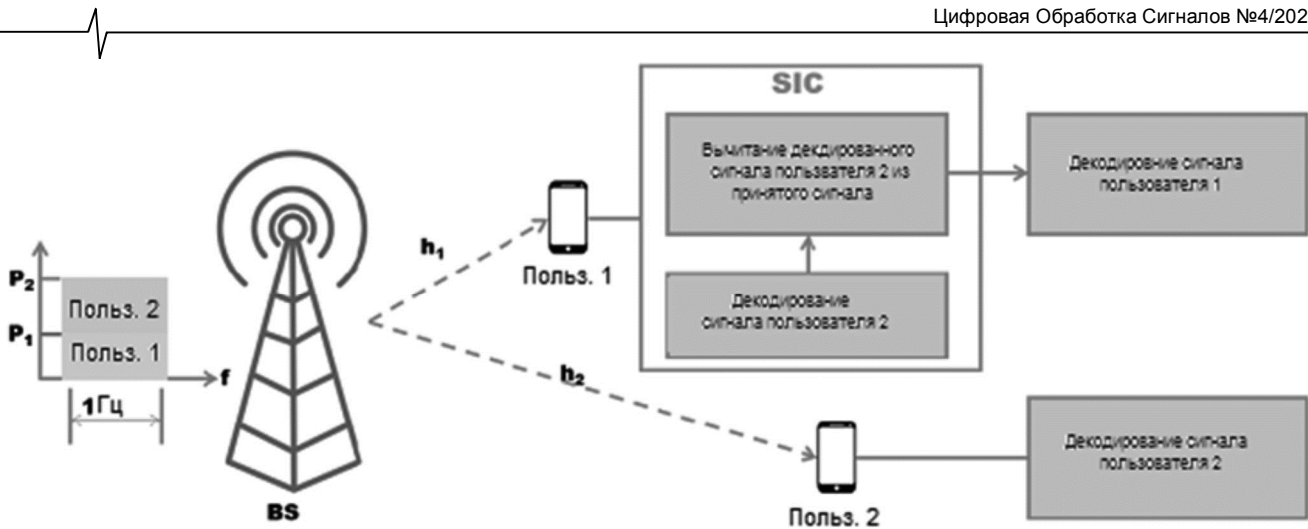 Цифровая Обработка Сигналов №4/202
SIC
Вычитание декдированного
сигнала пользвателя 2 из
принятого сигнала
Декодировние сигнала
пользователя 1
Декодирование
сигнала пользователя 2
h₁
Польз. 1
P₂
Польз. 2
P₁
Польз. 1
f
1Гц
h₂
BS
Польз. 2
Декодирование сигнала
пользователя 2